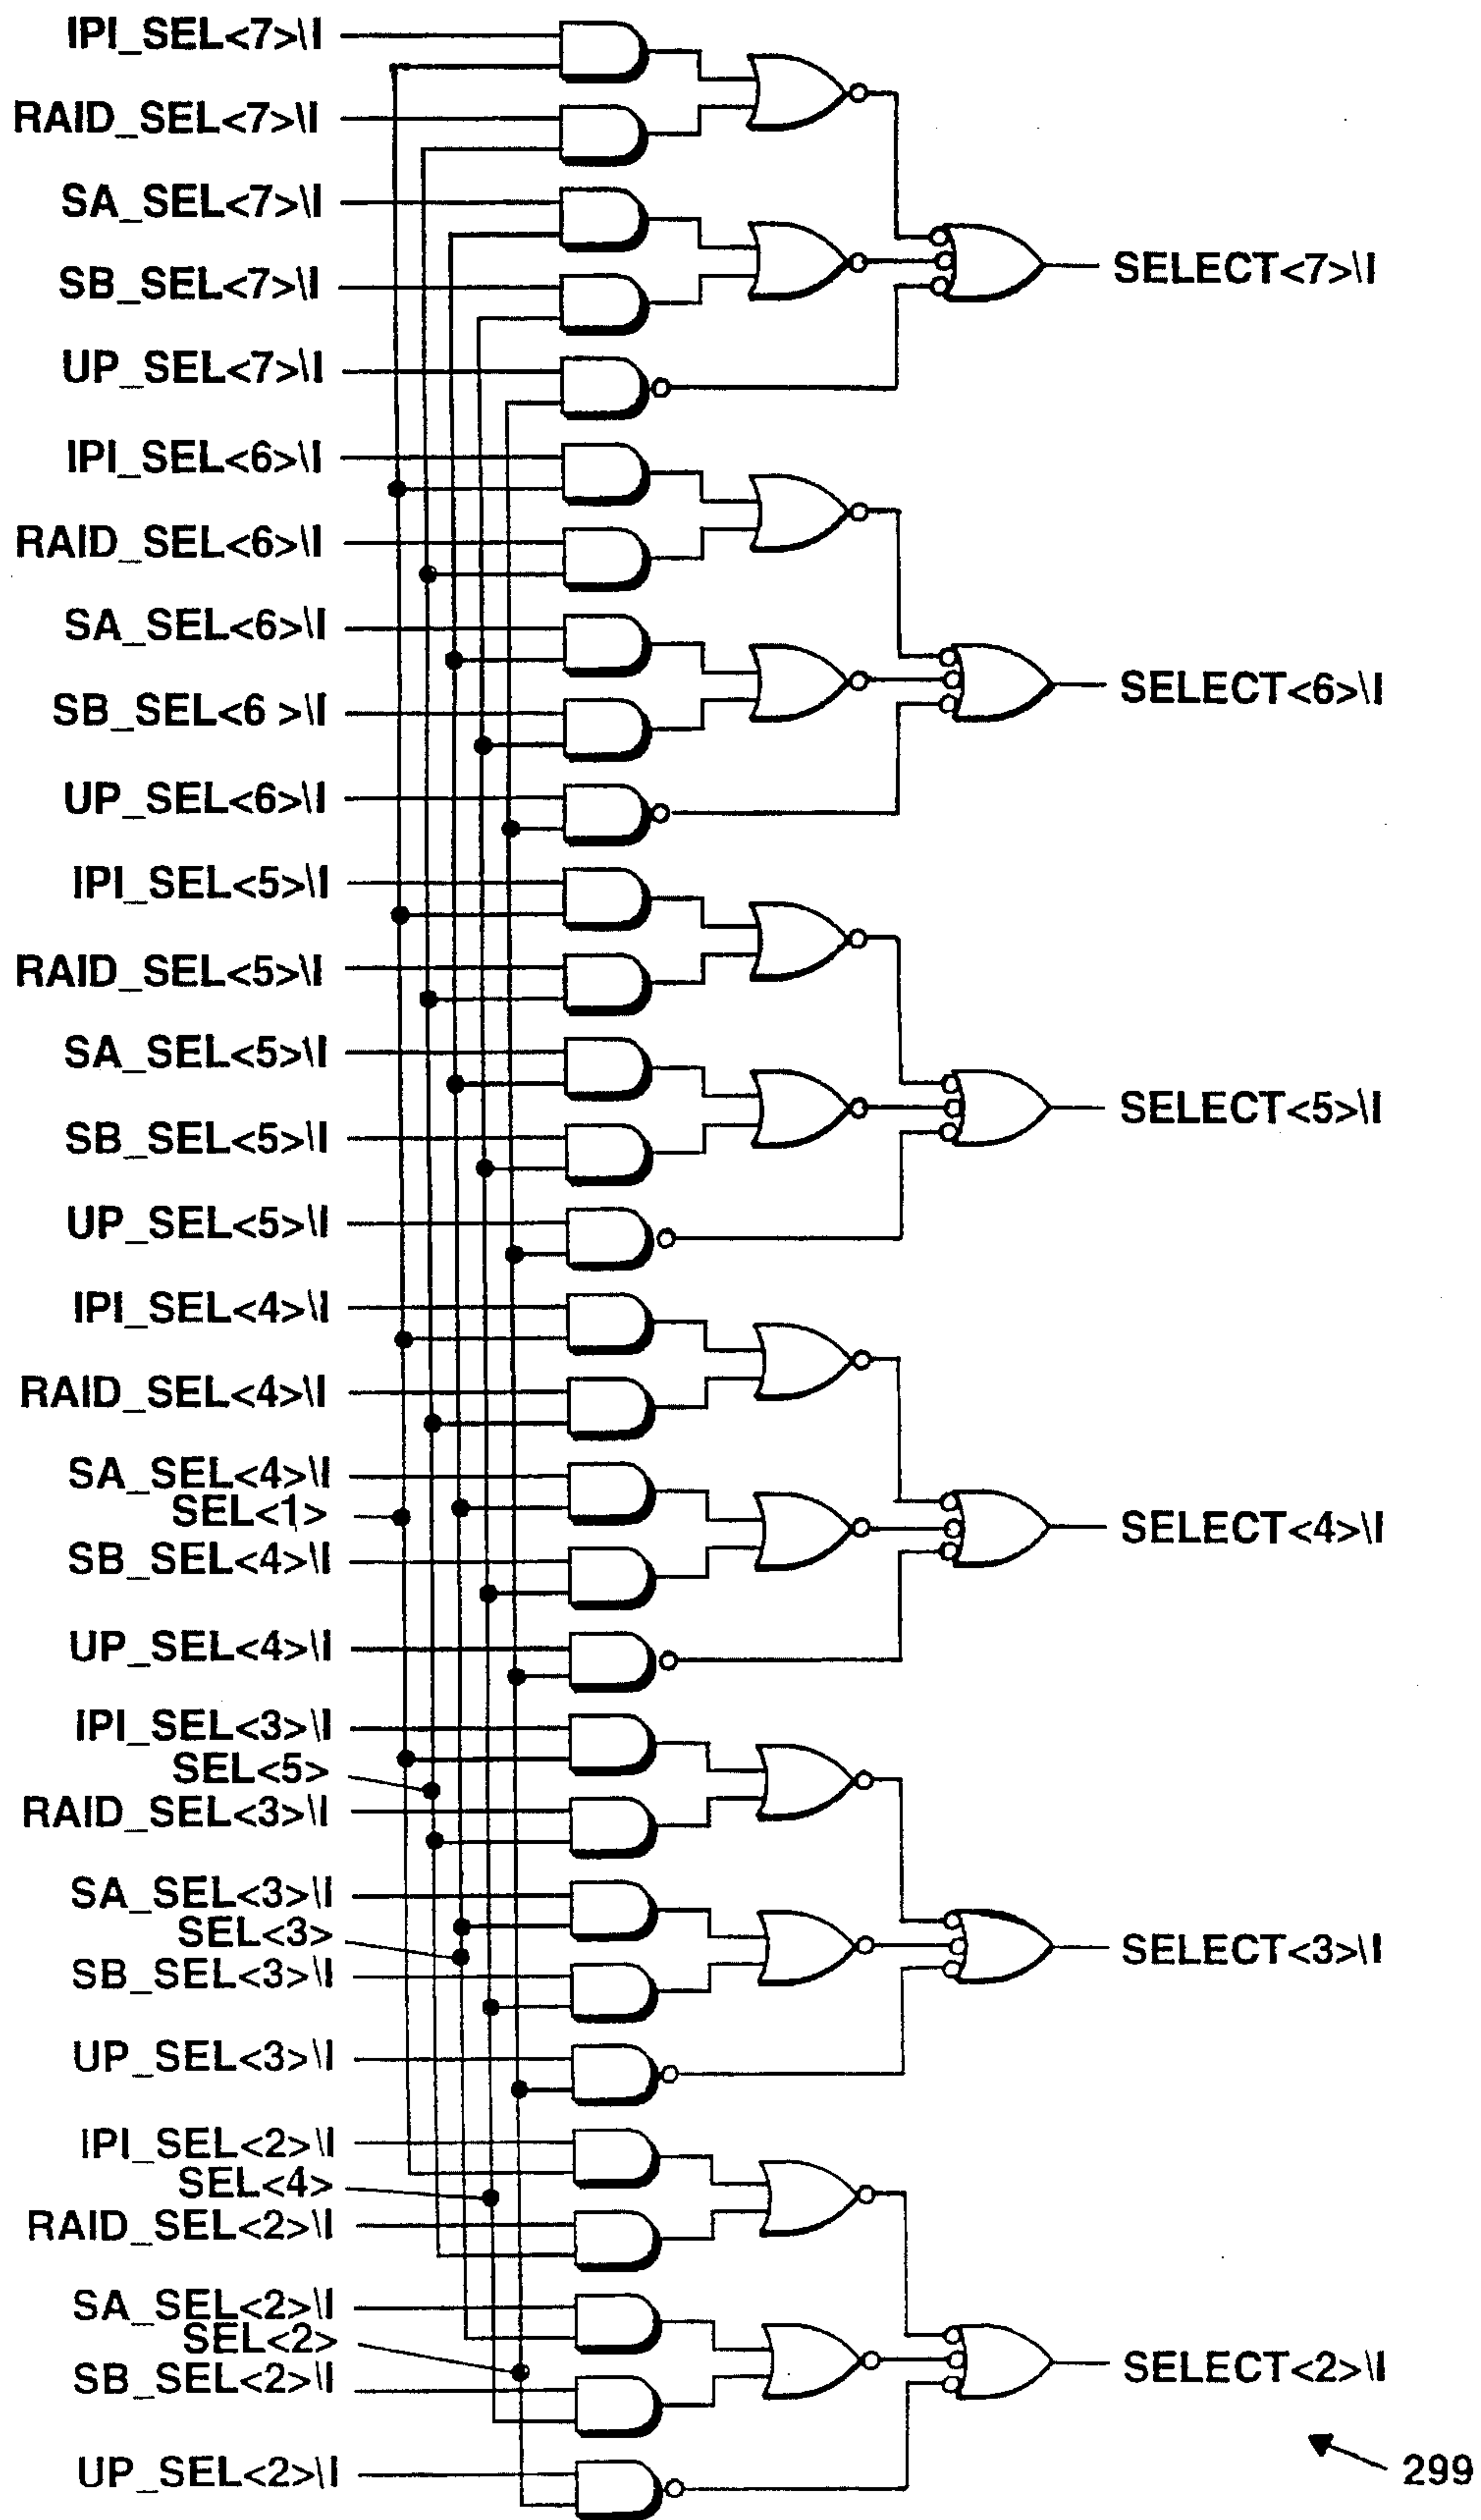 IPI_SEL<7>\I
RAID_SEL<7>\I
SA_SEL<7>\I
SB_SEL<7>\I
SELECT<7>\I
UP_SEL<7>\I
IPI_SEL<6>\I
RAID_SEL<6>\I
SA_SEL<6>\I
SELECT<6>\I
SB_SEL<6 >\I
UP_SEL<6>\I
IPI_SEL<5>\I
RAID_SEL<5>\I
SA_SEL<5>\I
SELECT<5>\I
SB_SEL<5>\I
UP_SEL<5>\I
IPI_SEL<4>\I
RAID_SEL<4>\I
SA_SEL<4>\I
SEL<1>
SELECT<4>\I
SB_SEL<4>\I
UP_SEL<4>\I
IPI_SEL<3>\I
SEL<5>
RAID_SEL<3>\I
SA_SEL<3>\I
SEL<3>
SELECT<3>\I
SB_SEL<3>\I
UP_SEL<3>\I
IPI_SEL<2>\I
SEL<4>
RAID_SEL<2>\I
SA_SEL<2>\I
SEL<2>
SELECT<2>\I
SB_SEL<2>\I
UP_SEL<2>\I
299